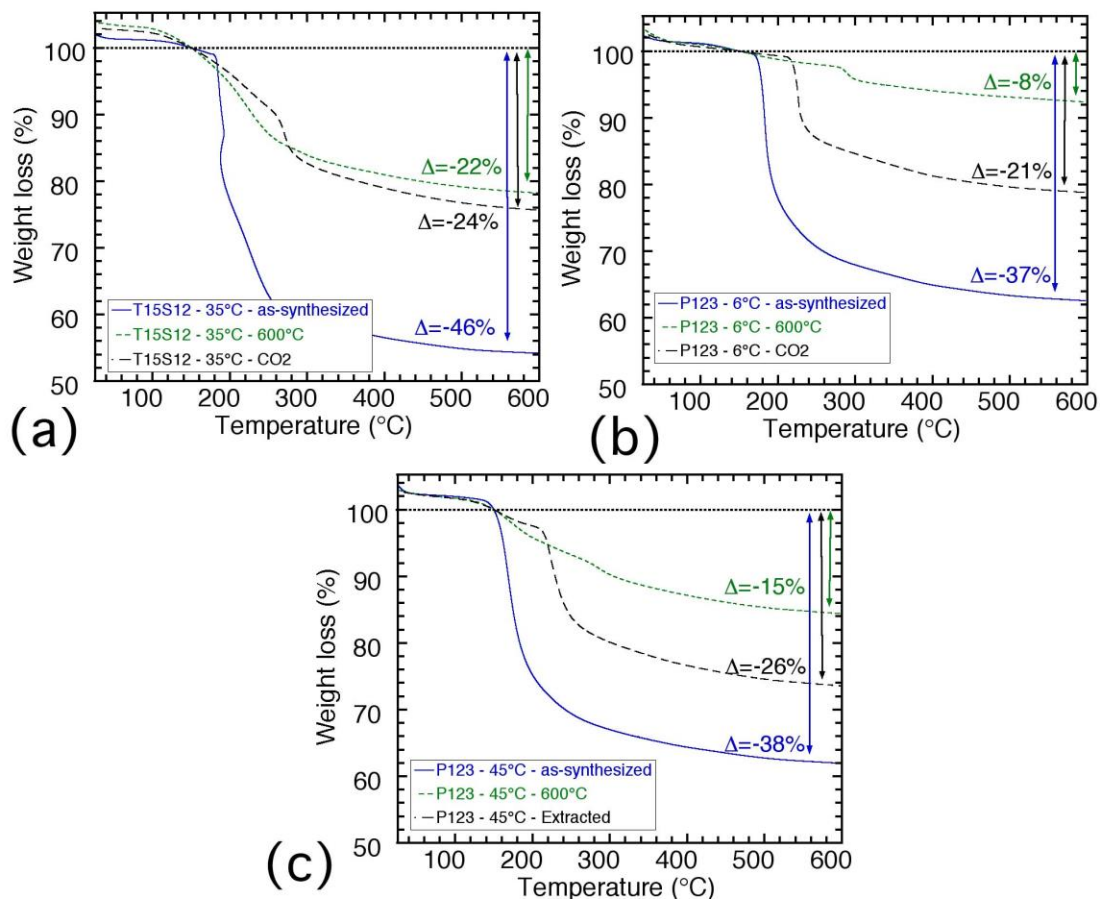 100
90
80
70
60
50
Weight loss (%)
Δ=-22%
Δ=-24%
Δ=-46%
T15S12 - 35°C - as-synthesized
T15S12 - 35°C - 600°C
T15S12 - 35°C - CO2
100 200 300 400 500 600
Temperature (°C)
(a)
100
90
80
70
60
50
Weight loss (%)
Δ=-8%
Δ=-21%
Δ=-37%
P123 - 6°C - as-synthesized
P123 - 6°C - 600°C
P123 - 6°C - CO2
100 200 300 400 500 600
Temperature (°C)
(b)
100
90
80
70
60
50
Weight loss (%)
Δ=-15%
Δ=-26%
Δ=-38%
P123 - 45°C - as-synthesized
P123 - 45°C - 600°C
P123 - 45°C - Extracted
100 200 300 400 500 600
Temperature (°C)
(c)